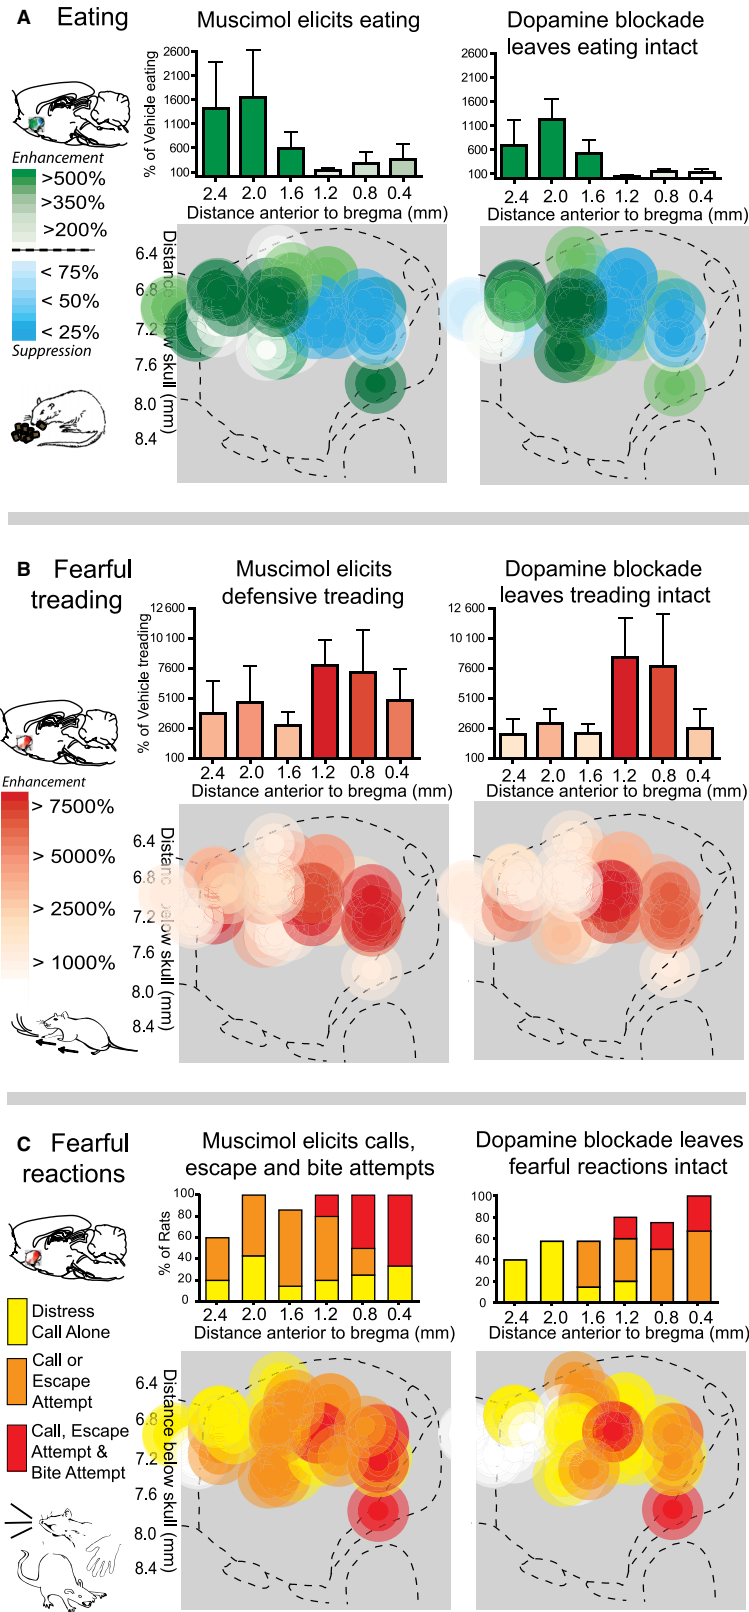 A Eating
Muscimol elicits eating
Dopamine blockade
leaves eating intact
% of Vehicle eating
2600
2100
1600
1100
600
100
2.4 2.0 1.6 1.2 0.8 0.4
Distance anterior to bregma (mm)
2600
2100
1600
1100
600
100
2.4 2.0 1.6 1.2 0.8 0.4
Distance anterior to bregma (mm)
Enhancement
>500%
>350%
>200%
< 75%
< 50%
< 25%
Suppression
6.4
6.8
7.2
7.6
8.0
8.4
skull (mm)
B Fearful
treading
Muscimol elicits
defensive treading
Dopamine blockade
leaves treading intact
% of Vehicle treading
12 600
10 100
7600
5100
2600
100
2.4 2.0 1.6 1.2 0.8 0.4
Distance anterior to bregma (mm)
12 600
10 100
7600
5100
2600
100
2.4 2.0 1.6 1.2 0.8 0.4
Distance anterior to bregma (mm)
Enhancement
> 7500%
> 5000%
> 2500%
> 1000%
6.4
6.8
7.2
7.6
8.0
8.4
Distance below skull (mm)
C Fearful
reactions
Muscimol elicits calls,
escape and bite attempts
Dopamine blockade leaves
fearful reactions intact
% of Rats
100
80
60
40
20
0
2.4 2.0 1.6 1.2 0.8 0.4
Distance anterior to bregma (mm)
100
80
60
40
20
0
2.4 2.0 1.6 1.2 0.8 0.4
Distance anterior to bregma (mm)
Distress
Call Alone
Call or
Escape
Attempt
Call, Escape
Attempt &
Bite Attempt
6.4
6.8
7.2
7.6
8.0
8.4
Distance below skull (mm)